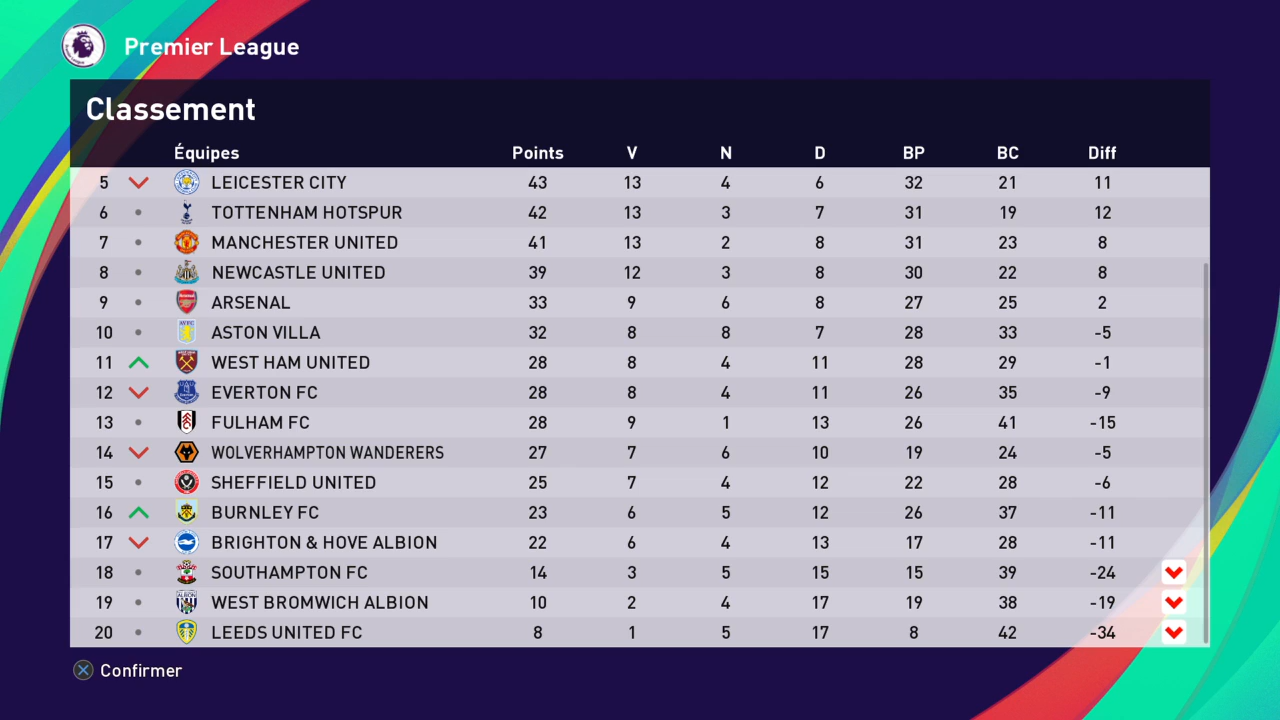 Premier League
Classement
Équipes Points V N D BP BC Diff
5 LEICESTER CITY 43 13 4 6 32 21 11
6 TOTTENHAM HOTSPUR 42 13 3 7 31 19 12
7 MANCHESTER UNITED 41 13 2 8 31 23 8
8 NEWCASTLE UNITED 39 12 3 8 30 22 8
9 ARSENAL 33 9 6 8 27 25 2
10 ASTON VILLA 32 8 8 7 28 33 -5
11 WEST HAM UNITED 28 8 4 11 28 29 -1
12 EVERTON FC 28 8 4 11 26 35 -9
13 FULHAM FC 28 9 1 13 26 41 -15
14 WOLVERHAMPTON WANDERERS 27 7 6 10 19 24 -5
15 SHEFFIELD UNITED 25 7 4 12 22 28 -6
16 BURNLEY FC 23 6 5 12 26 37 -11
17 BRIGHTON & HOVE ALBION 22 6 4 13 17 28 -11
18 SOUTHAMPTON FC 14 3 5 15 15 39 -24
19 WEST BROMWICH ALBION 10 2 4 17 19 38 -19
20 LEEDS UNITED FC 8 1 5 17 8 42 -34
Confirmer